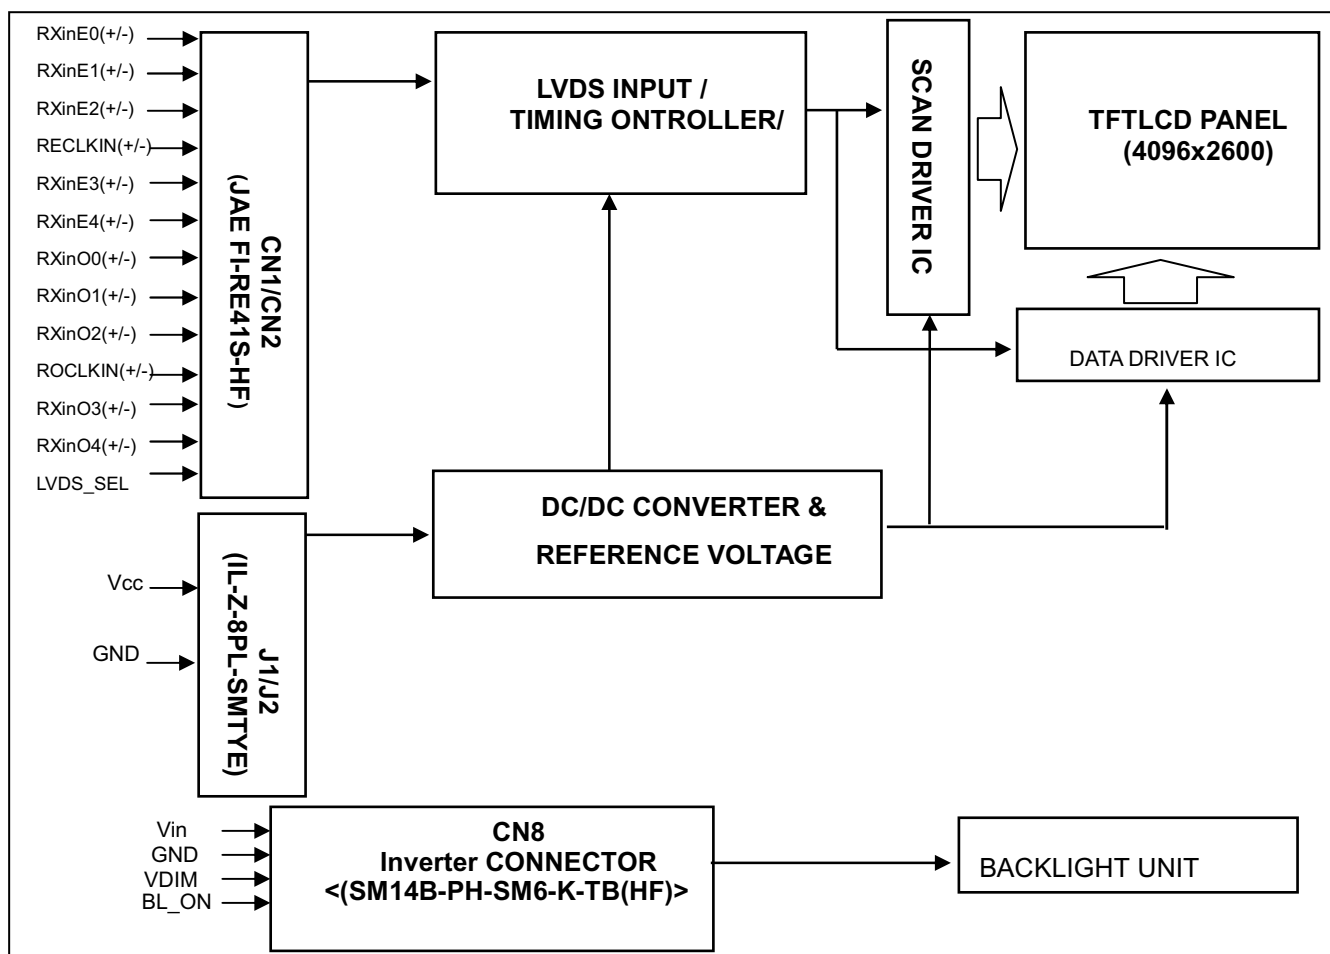 RXinE0(+/-)
RXinE1(+/-)
RXinE2(+/-)
RECLKIN(+/-)
RXinE3(+/-)
RXinE4(+/-)
RXinO0(+/-)
RXinO1(+/-)
RXinO2(+/-)
ROCLKIN(+/-)
RXinO3(+/-)
RXinO4(+/-)
LVDS_SEL
CN1/CN2
(JAE FI-RE41S-HF)
LVDS INPUT /
TIMING ONTROLLER/
SCAN DRIVER IC
TFTLCD PANEL
(4096x2600)
DATA DRIVER IC
Vcc
GND
J1/J2
(IL-Z-8PL-SMTYE)
DC/DC CONVERTER &
REFERENCE VOLTAGE
Vin
GND
VDIM
BL_ON
CN8
Inverter CONNECTOR
<(SM14B-PH-SM6-K-TB(HF)>
BACKLIGHT UNIT